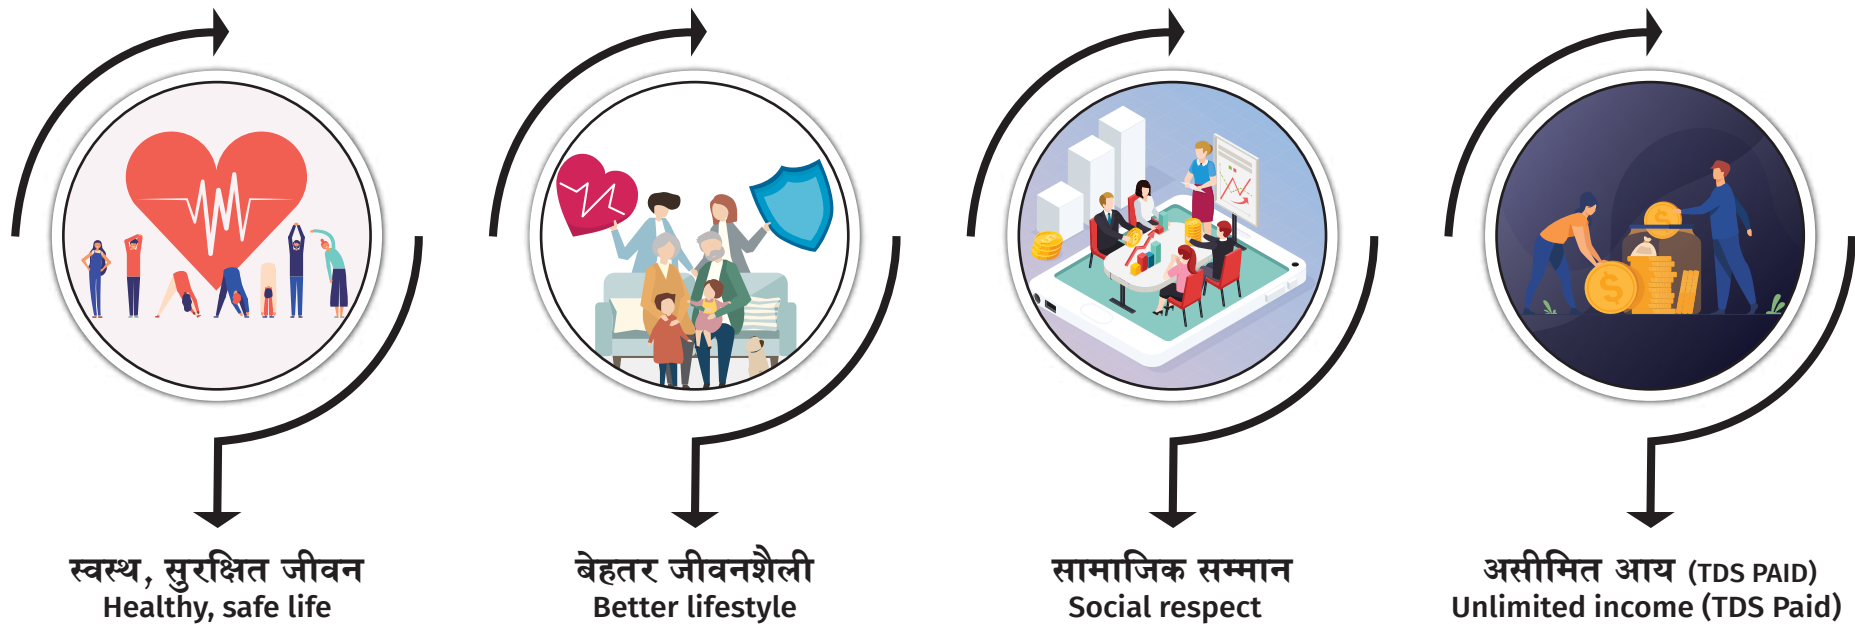 स्वस्थ, सुरक्षित जीवन
Healthy, safe life
बेहतर जीवनशैली
Better lifestyle
सामाजिक सम्मान
Social respect
असीमित आय (TDS PAID)
Unlimited income (TDS Paid)